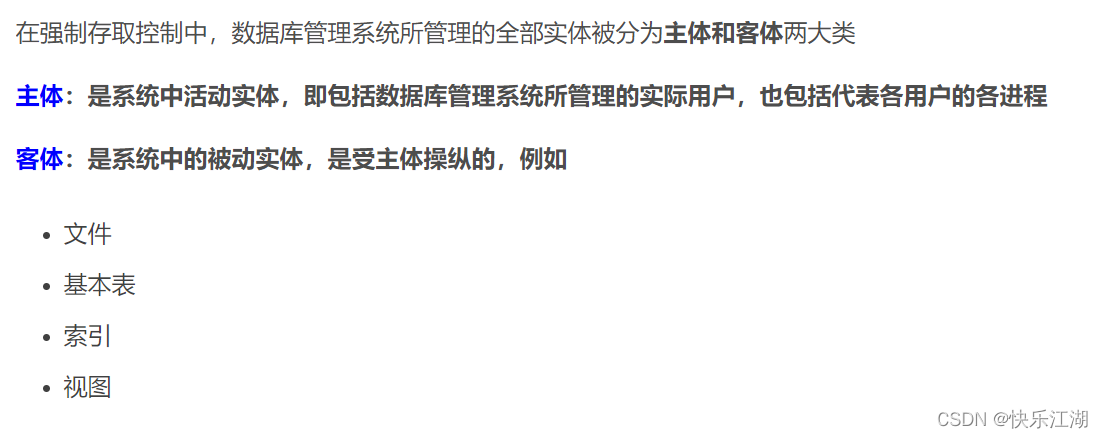 在强制存取控制中，数据库管理系统所管理的全部实体被分为主体和客体两大类
主体：是系统中活动实体，即包括数据库管理系统所管理的实际用户，也包括代表各用户的各进程
客体：是系统中的被动实体，是受主体操纵的，例如
• 文件
• 基本表
• 索引
• 视图
CSDN @快乐江湖